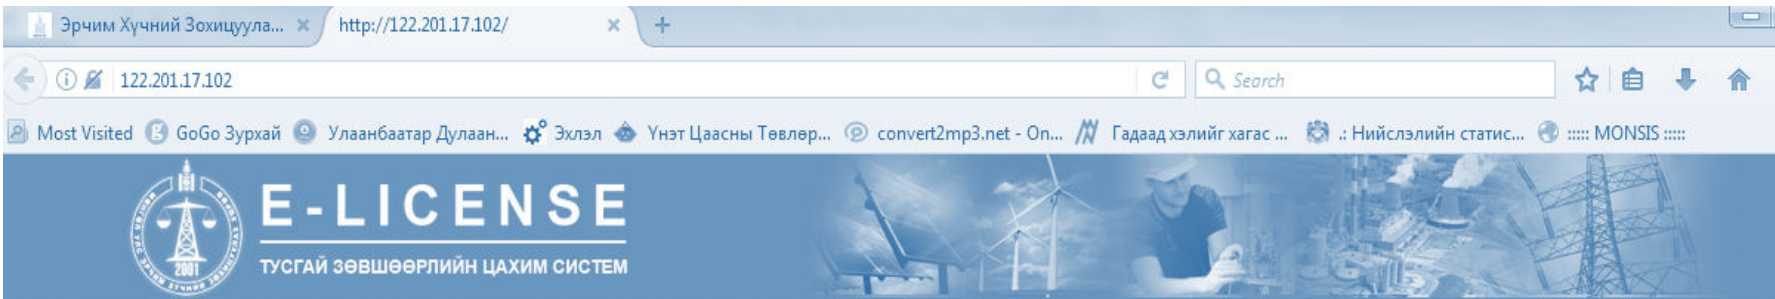 Эрчим Хүчний Зохицуула... http://122.201.17.102/
122.201.17.102 Search
Most Visited GoGo Зурхай Улаанбаатар Дулаан... Эхлэл Үнэт Цаасны Төвлөр... convert2mp3.net - On... Гадаад хэлийг хагас ... .: Нийслэлийн статис... ::::: MONSIS :::::
E-LICENSE
ТУСГАЙ ЗӨВШӨӨРЛИЙН ЦАХИМ СИСТЕМ
2001